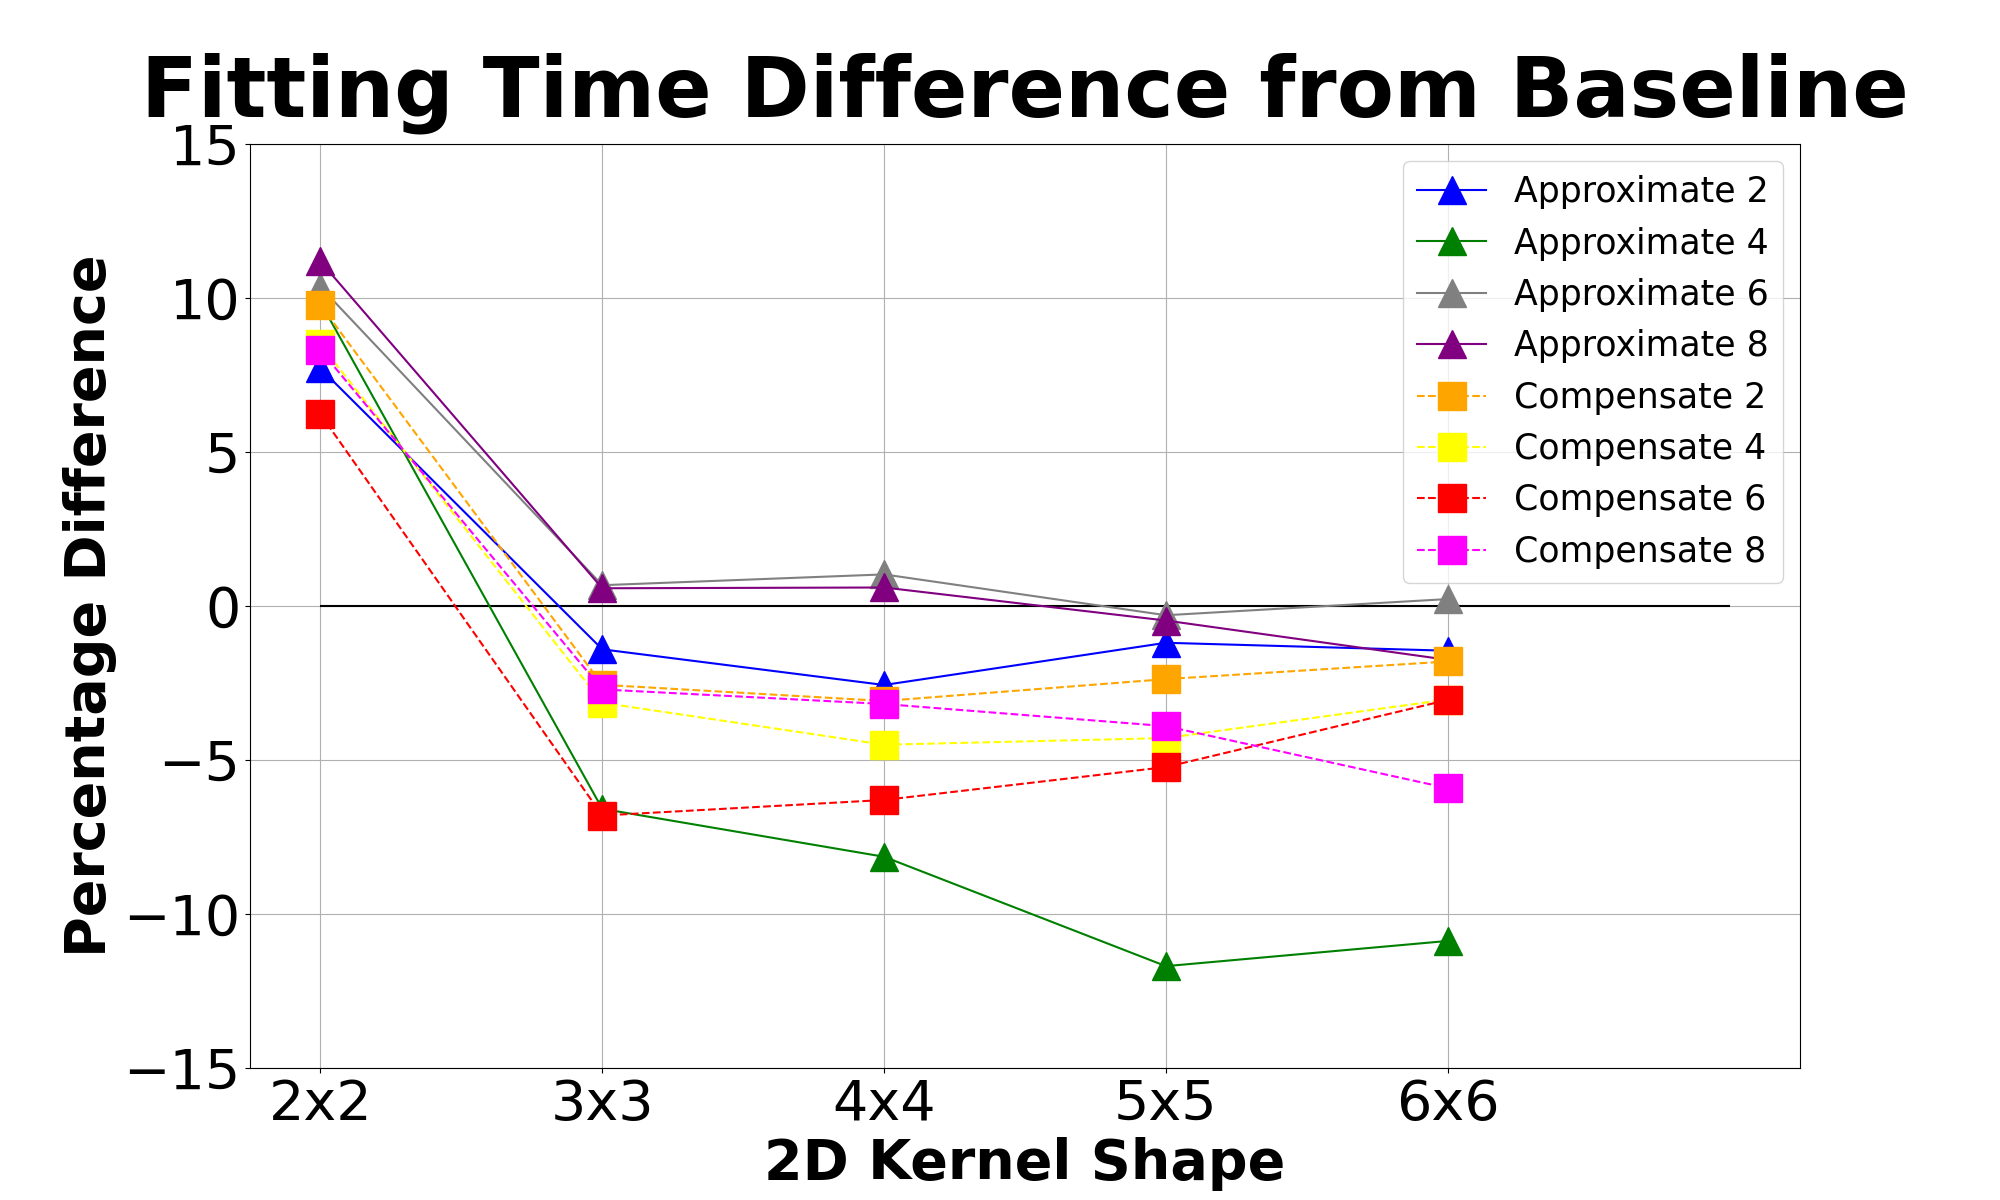 Fitting Time Difference from Baseline
15
10
5
0
−5
−10
−15
Percentage Difference
Approximate 2
Approximate 4
Approximate 6
Approximate 8
Compensate 2
Compensate 4
Compensate 6
Compensate 8
2x2 3x3 4x4 5x5 6x6
2D Kernel Shape